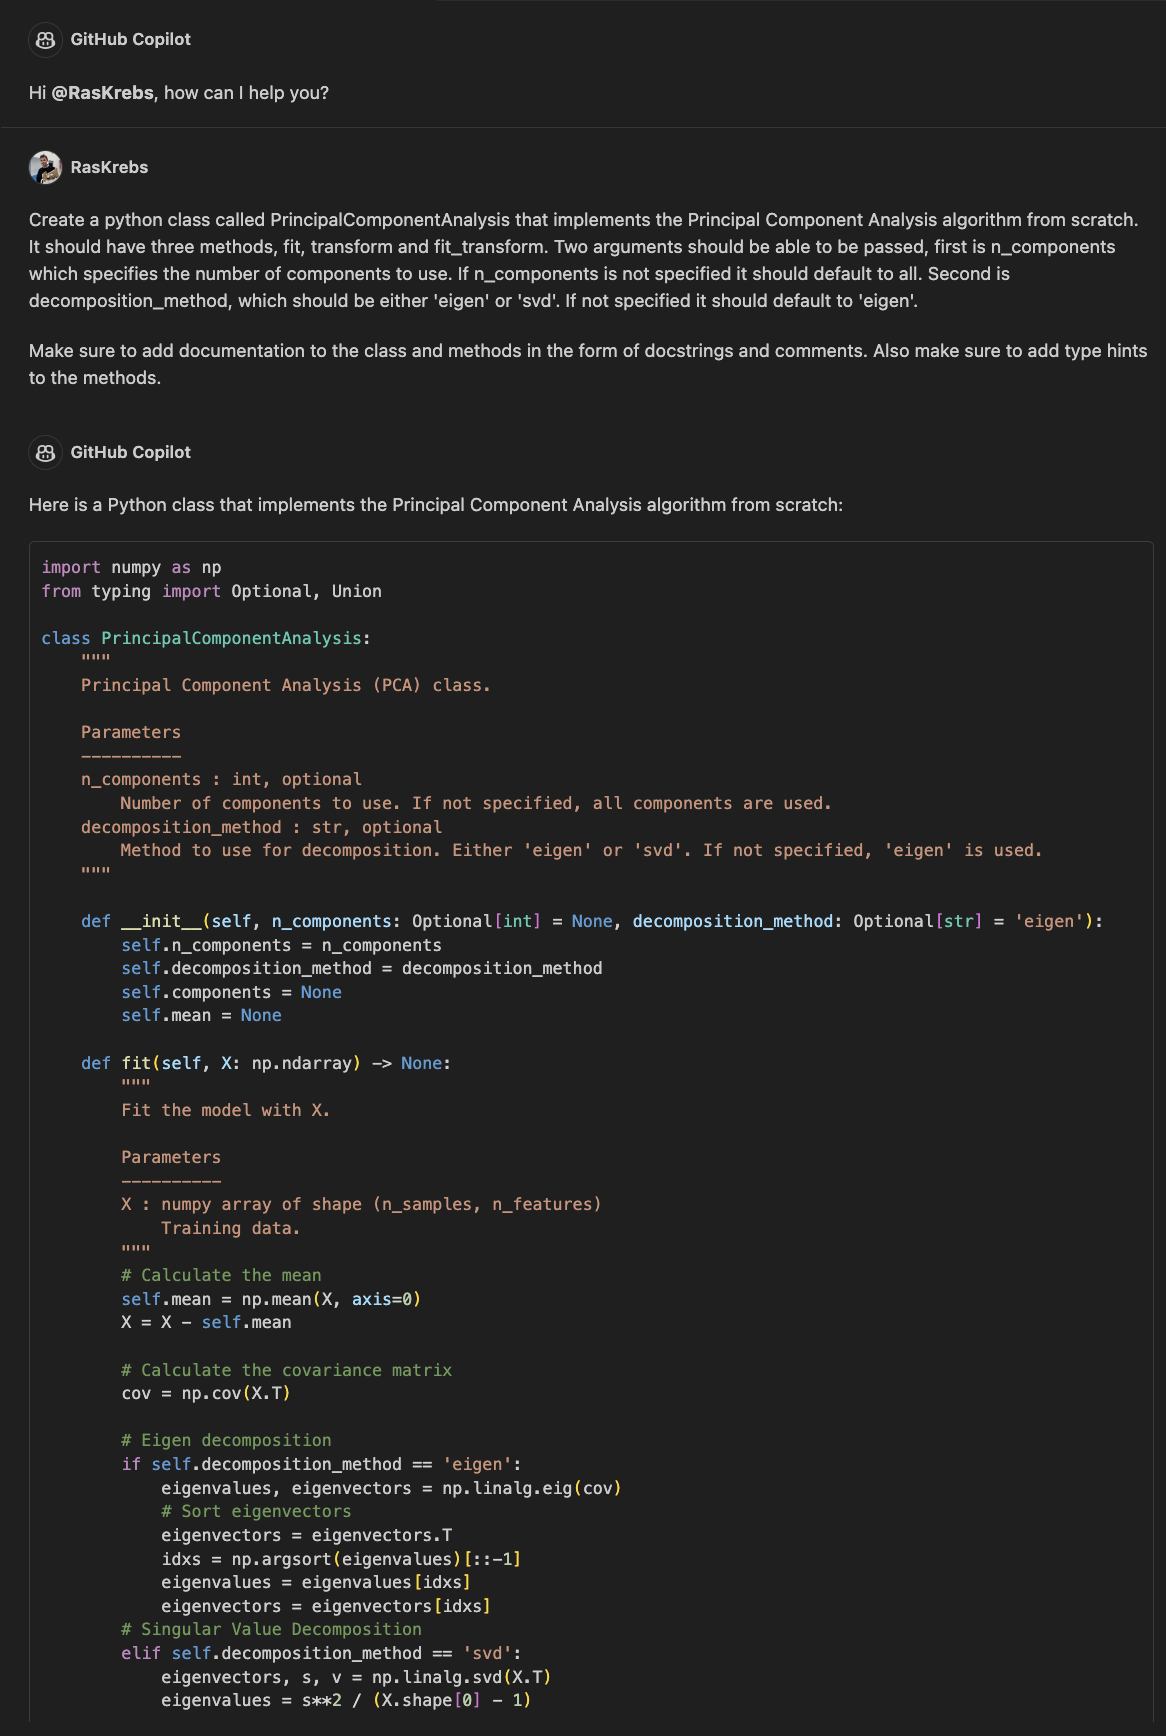 GitHub Copilot
Hi @RasKrebs, how can I help you?
RasKrebs
Create a python class called PrincipalComponentAnalysis that implements the Principal Component Analysis algorithm from scratch.
It should have three methods, fit, transform and fit_transform. Two arguments should be able to be passed, first is n_components
which specifies the number of components to use. If n_components is not specified it should default to all. Second is
decomposition_method, which should be either 'eigen' or 'svd'. If not specified it should default to 'eigen'.
Make sure to add documentation to the class and methods in the form of docstrings and comments. Also make sure to add type hints
to the methods.
GitHub Copilot
Here is a Python class that implements the Principal Component Analysis algorithm from scratch:
import numpy as np
from typing import Optional, Union
class PrincipalComponentAnalysis:
    """
    Principal Component Analysis (PCA) class.
    Parameters
    ----------
    n_components : int, optional
        Number of components to use. If not specified, all components are used.
    decomposition_method : str, optional
        Method to use for decomposition. Either 'eigen' or 'svd'. If not specified, 'eigen' is used.
    """
    def __init__(self, n_components: Optional[int] = None, decomposition_method: Optional[str] = 'eigen'):
        self.n_components = n_components
        self.decomposition_method = decomposition_method
        self.components = None
        self.mean = None
    def fit(self, X: np.ndarray) -> None:
        """
        Fit the model with X.
        Parameters
        ----------
        X : numpy array of shape (n_samples, n_features)
            Training data.
        """
        # Calculate the mean
        self.mean = np.mean(X, axis=0)
        X = X - self.mean
        # Calculate the covariance matrix
        cov = np.cov(X.T)
        # Eigen decomposition
        if self.decomposition_method == 'eigen':
            eigenvalues, eigenvectors = np.linalg.eig(cov)
            # Sort eigenvectors
            eigenvectors = eigenvectors.T
            idxs = np.argsort(eigenvalues)[::-1]
            eigenvalues = eigenvalues[idxs]
            eigenvectors = eigenvectors[idxs]
        # Singular Value Decomposition
        elif self.decomposition_method == 'svd':
            eigenvectors, s, v = np.linalg.svd(X.T)
            eigenvalues = s**2 / (X.shape[0] - 1)